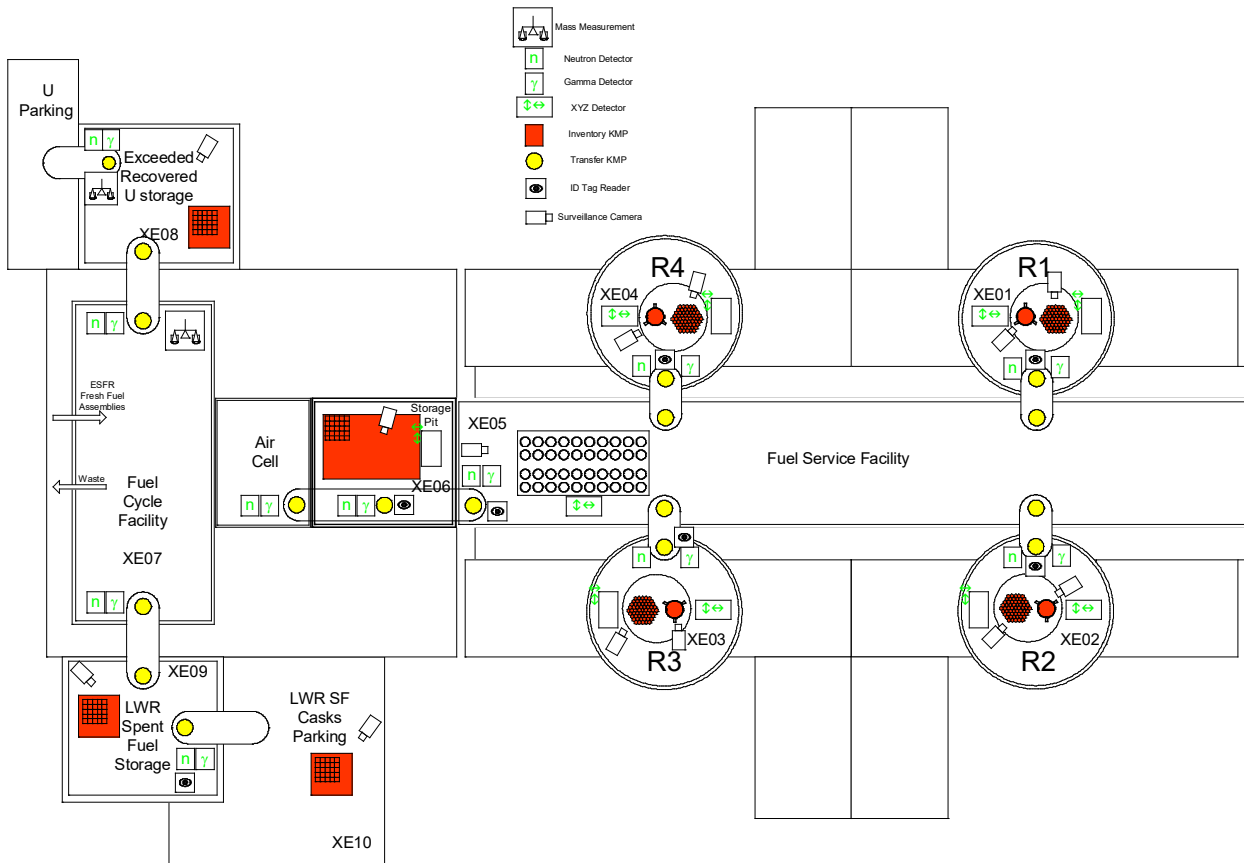 Mass Measurement
n
Neutron Detector
γ
Gamma Detector
XYZ Detector
Inventory KMP
Transfer KMP
ID Tag Reader
Surveillance Camera
U
Parking
n γ
Exceeded
Recovered
U storage
XE08
n γ
ESFR
Fresh Fuel
Assemblies
Waste
Fuel
Cycle
Facility
XE07
n γ
Air
Cell
n γ
Storage
Pit
XE06
n γ
XE05
n γ
Fuel Service Facility
R4
XE04
n γ
R1
XE01
n γ
n γ
XE03
R3
n γ
XE02
R2
XE09
LWR
Spent
Fuel
Storage
n γ
LWR SF
Casks
Parking
XE10